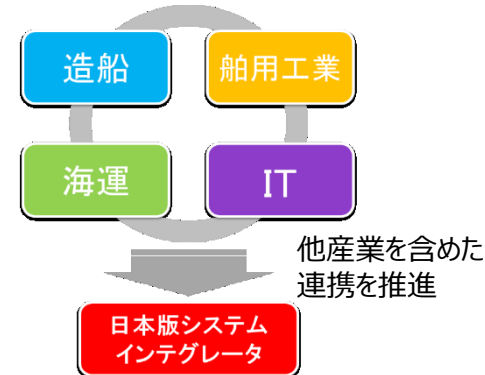 造船
舶用工業
海運
IT
他産業を含めた
連携を推進
日本版システム
インテグレータ